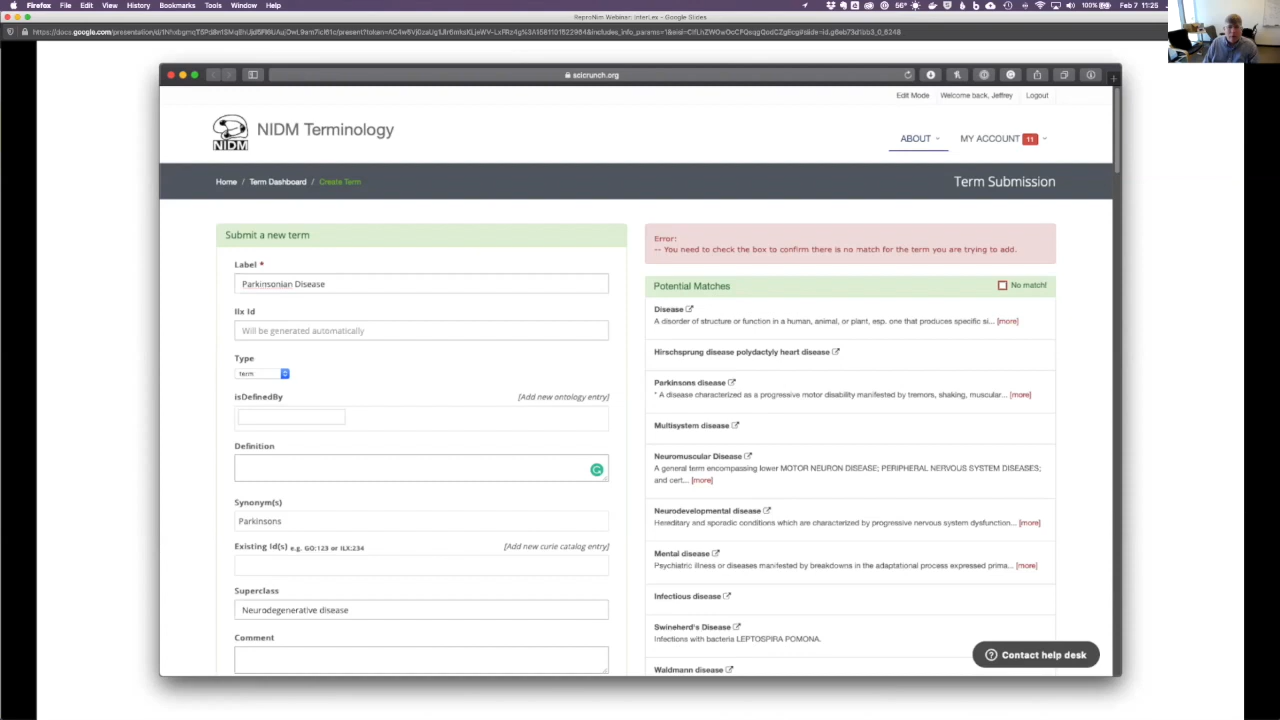 Firefox File Edit View History Bookmarks Tools Window Help
100% Feb 7 11:25
ReproNim Webinar: InterLex - Google Slides
scicrunch.org
Edit Mode Welcome back, Jeffrey Logout
NIDM
NIDM Terminology
ABOUT
MY ACCOUNT 11
Home / Term Dashboard / Create Term
Term Submission
Submit a new term
Label *
Parkinsonian Disease
Ilx Id
Will be generated automatically
Type
term
isDefinedBy
[Add new ontology entry]
Definition
Synonym(s)
Parkinsons
Existing Id(s) e.g. GO:123 or ILX:234
[Add new curie catalog entry]
Superclass
Neurodegenerative disease
Comment
Error:
-- You need to check the box to confirm there is no match for the term you are trying to add.
Potential Matches
No match!
Disease
A disorder of structure or function in a human, animal, or plant, esp. one that produces specific si... [more]
Hirschsprung disease polydactyly heart disease
Parkinsons disease
* A disease characterized as a progressive motor disability manifested by tremors, shaking, muscular... [more]
Multisystem disease
Neuromuscular Disease
A general term encompassing lower MOTOR NEURON DISEASE; PERIPHERAL NERVOUS SYSTEM DISEASES;
and cert... [more]
Neurodevelopmental disease
Hereditary and sporadic conditions which are characterized by progressive nervous system dysfunction... [more]
Mental disease
Psychiatric illness or diseases manifested by breakdowns in the adaptational process expressed prima... [more]
Infectious disease
Swineherd's Disease
Infections with bacteria LEPTOSPIRA POMONA.
Waldmann disease
Contact help desk